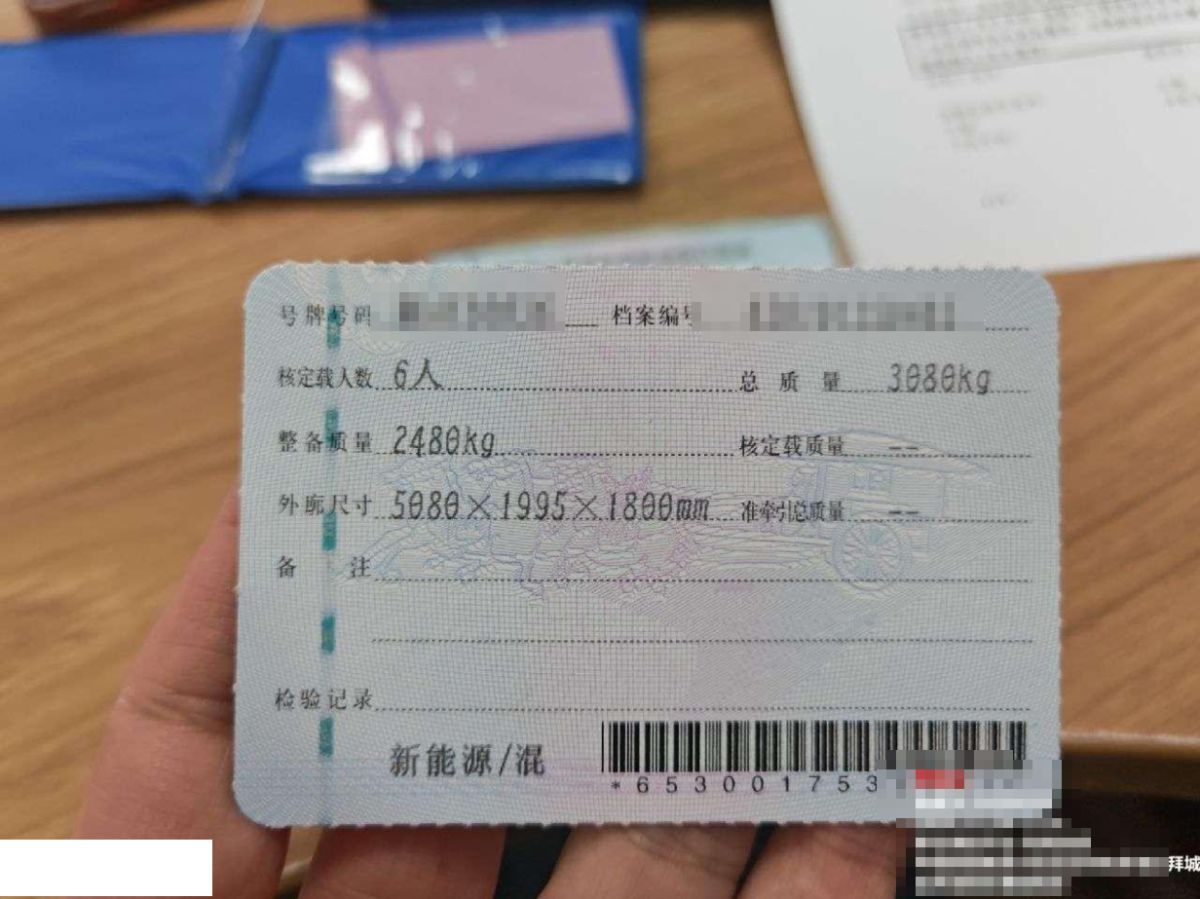 号牌号码 档案编号
核定载人数 6人 总质量 3080kg
整备质量 2480kg 核定载质量 --
外廓尺寸 5080×1995×1800mm 准牵引总质量 --
备注
检验记录
新能源/混
*653001753
拜城